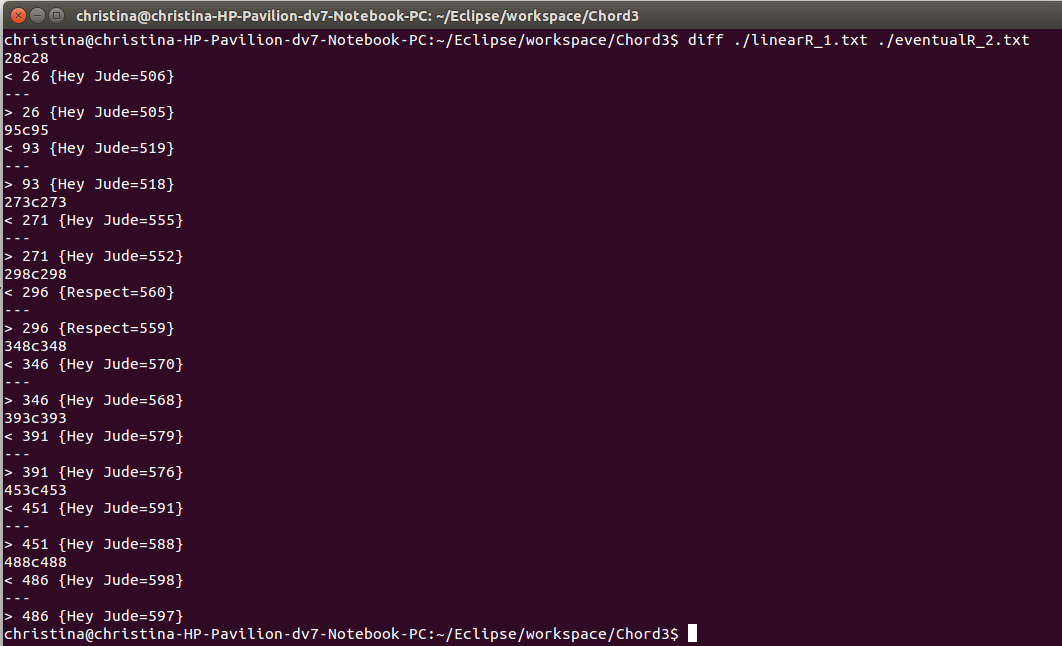 christina@christina-HP-Pavilion-dv7-Notebook-PC: ~/Eclipse/workspace/Chord3
christina@christina-HP-Pavilion-dv7-Notebook-PC:~/Eclipse/workspace/Chord3$ diff ./linearR_1.txt ./eventualR_2.txt
28c28
< 26 {Hey Jude=506}
---
> 26 {Hey Jude=505}
95c95
< 93 {Hey Jude=519}
---
> 93 {Hey Jude=518}
273c273
< 271 {Hey Jude=555}
---
> 271 {Hey Jude=552}
298c298
< 296 {Respect=560}
---
> 296 {Respect=559}
348c348
< 346 {Hey Jude=570}
---
> 346 {Hey Jude=568}
393c393
< 391 {Hey Jude=579}
---
> 391 {Hey Jude=576}
453c453
< 451 {Hey Jude=591}
---
> 451 {Hey Jude=588}
488c488
< 486 {Hey Jude=598}
---
> 486 {Hey Jude=597}
christina@christina-HP-Pavilion-dv7-Notebook-PC:~/Eclipse/workspace/Chord3$